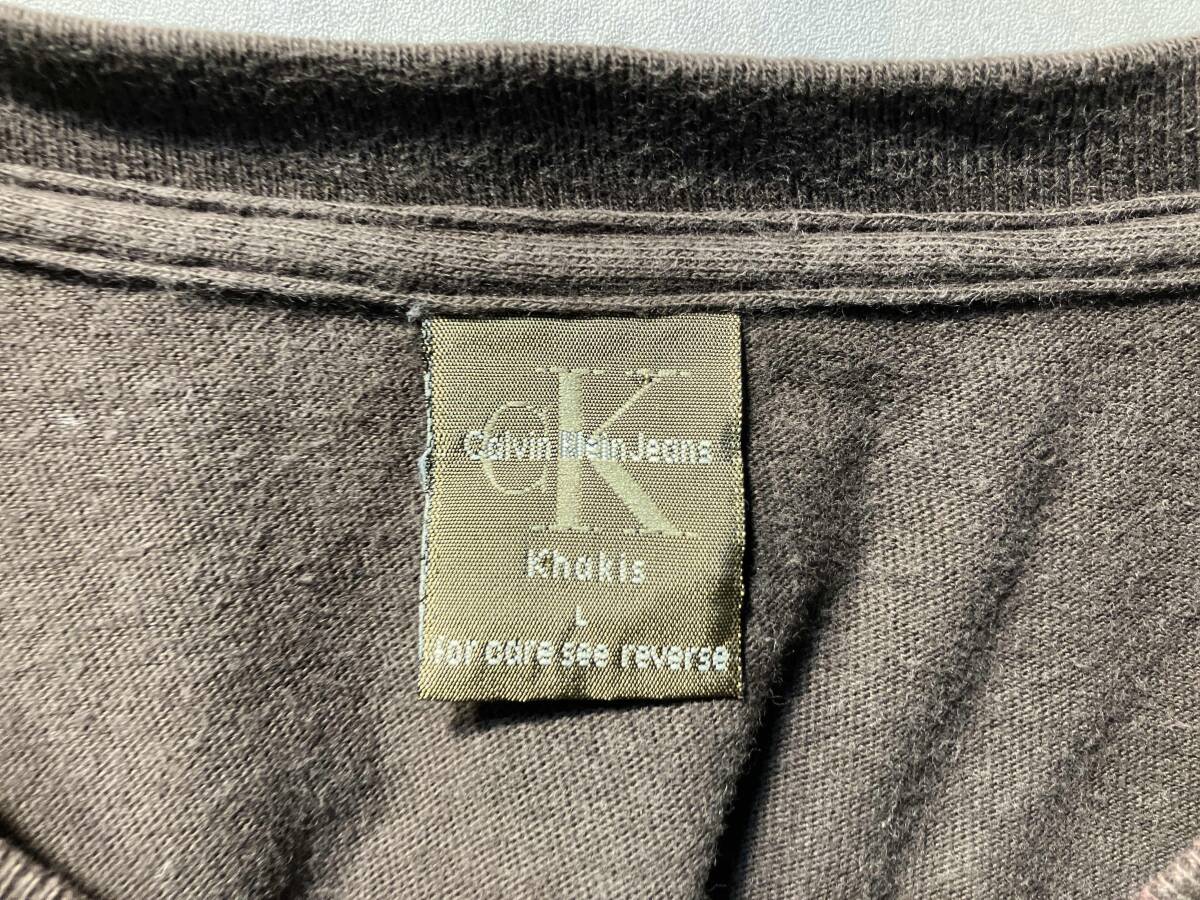 CK
Calvin Klein Jeans
Khakis
L
for care see reverse